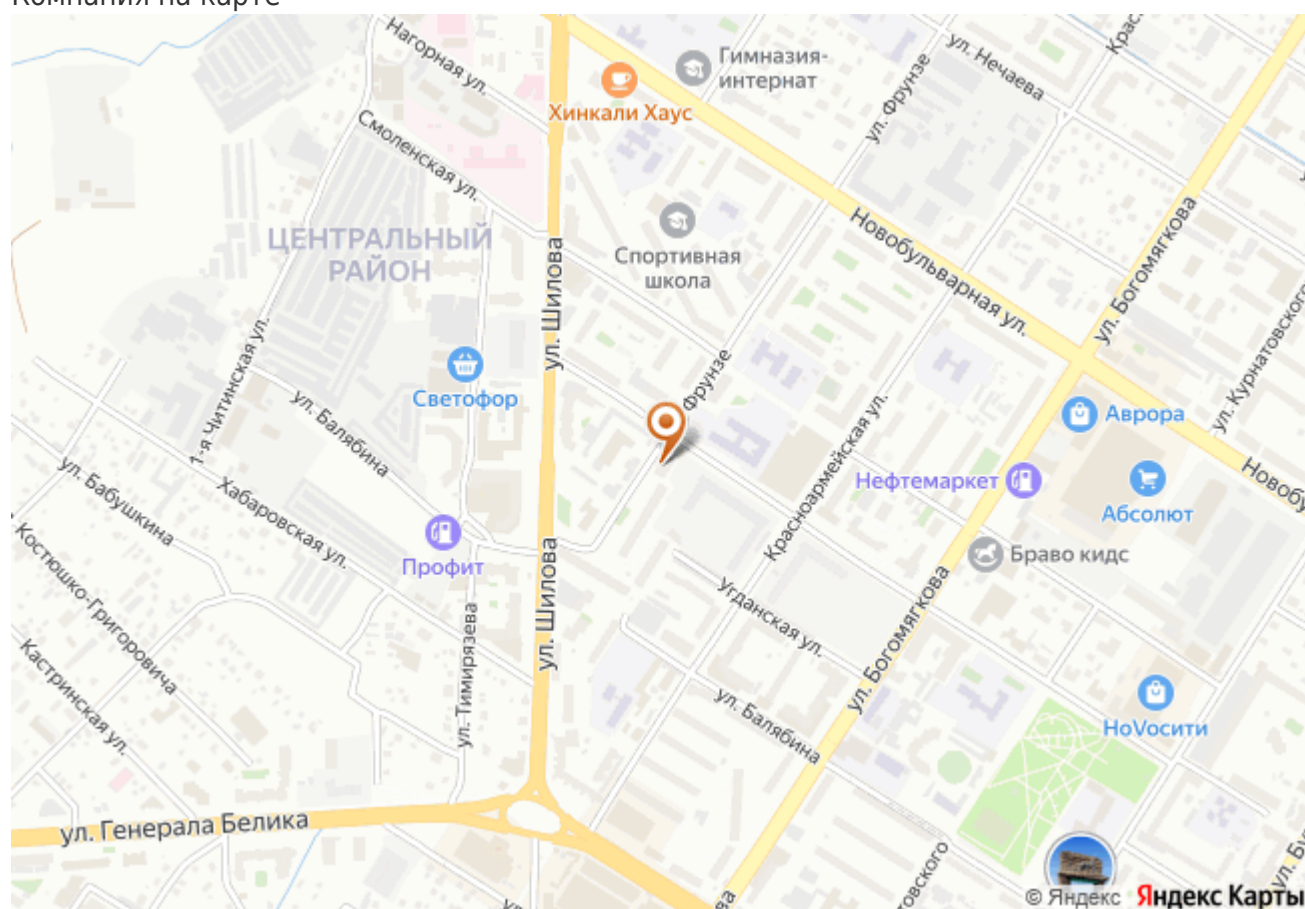 Компания на карте
Нагорная ул.
Хинкали Хаус
Гимназия-
интернат
ул. Нечаева
ул. Фрунзе
Смоленская ул.
ЦЕНТРАЛЬНЫЙ
РАЙОН
ул. Шилова
Спортивная
школа
Новобульварная ул.
ул. Богомягкова
ул. Курнатовского
1-я Читинская ул.
Светофор
ул. Балябина
Фрунзе
Красноармейская ул.
Аврора
Нефтемаркет
Абсолют
ул. Бабушкина
Хабаровская ул.
Профит
Браво кидс
Костюшко-Григоровича
ул. Тимирязева
ул. Шилова
Угданская ул.
ул. Богомягкова
Кастринская ул.
ул. Балябина
НоVосити
ул. Генерала Белика
© Яндекс Яндекс Карты